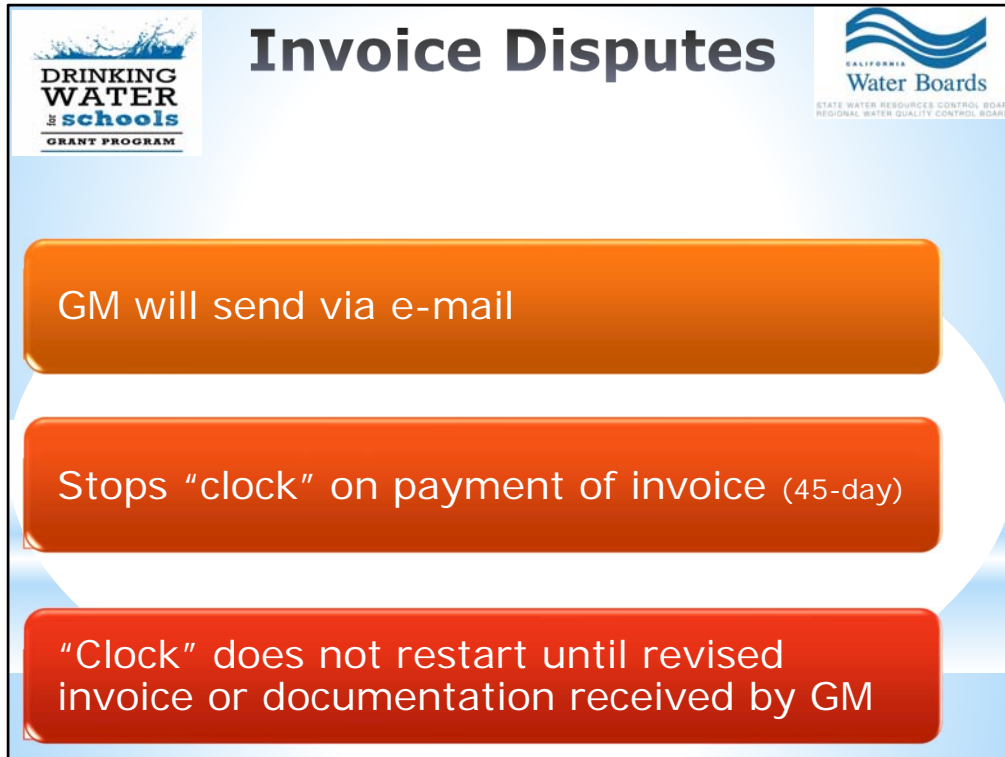 DRINKING
WATER
for schools
GRANT PROGRAM
Invoice Disputes
CALIFORNIA
Water Boards
STATE WATER RESOURCES CONTROL BOAR
REGIONAL WATER QUALITY CONTROL BOARD
GM will send via e-mail
Stops “clock” on payment of invoice (45-day)
“Clock” does not restart until revised
invoice or documentation received by GM